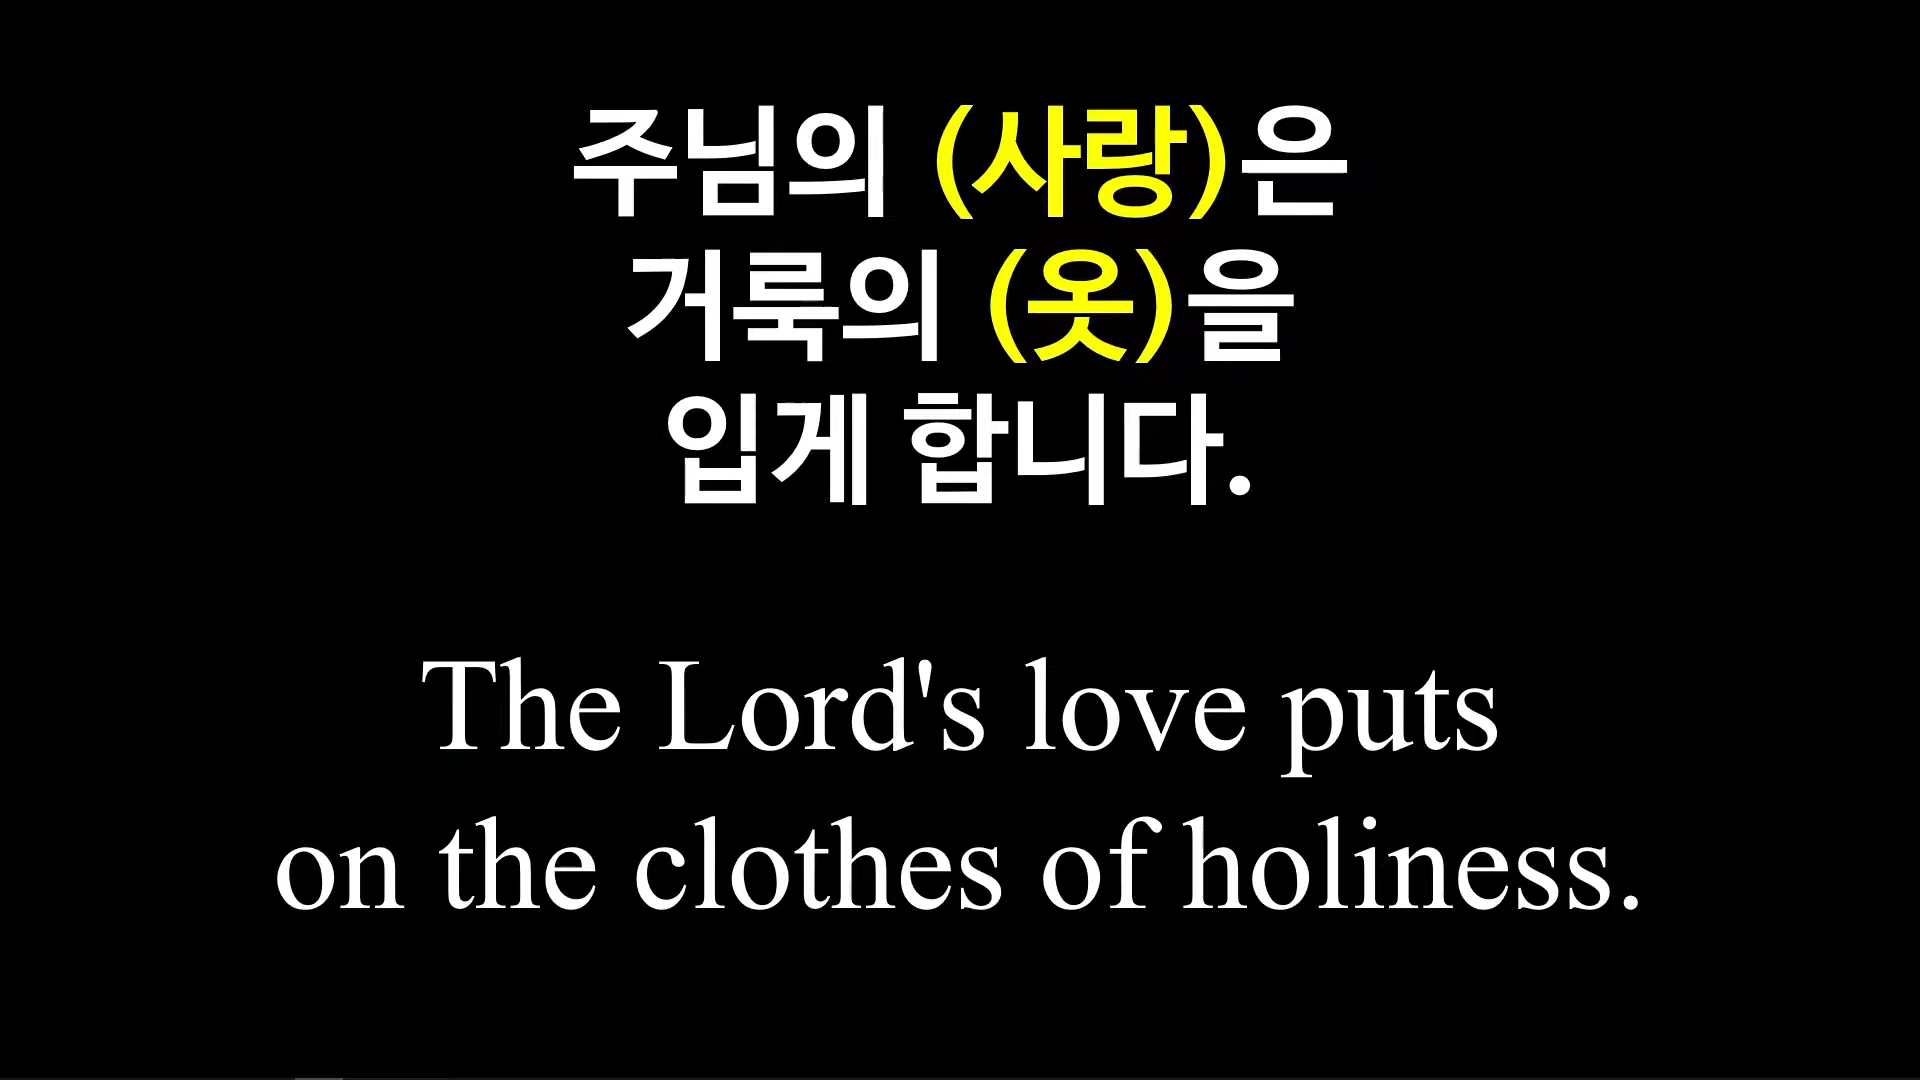 주님의 (사랑)은
거룩의 (옷)을
입게 합니다.
The Lord's love puts
on the clothes of holiness.